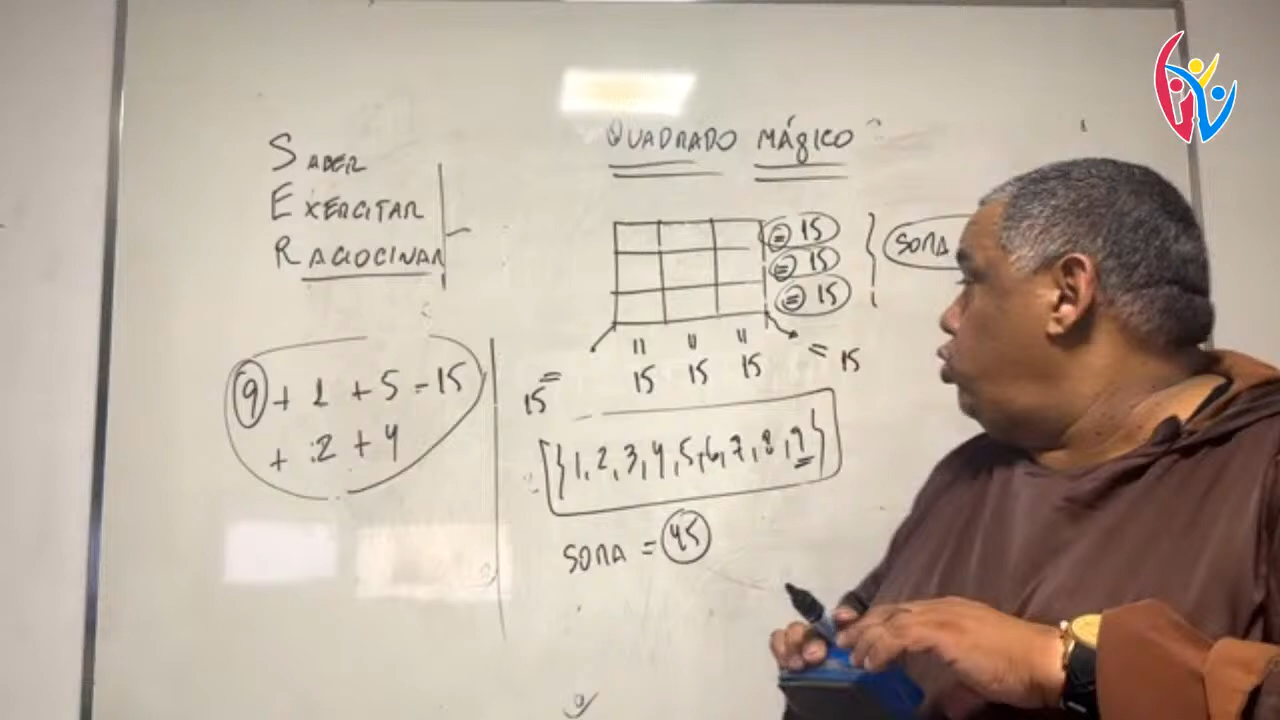 SABER
EXERCITAR
RACIOCINAR
QUADRADO MÁGICO
= 15
= 15
= 15
SOMA
15 =
= 15
15 15 15
9 + 1 + 5 = 15
+ 2 + 4
{1, 2, 3, 4, 5, 6, 7, 8, 9}
SOMA = 45